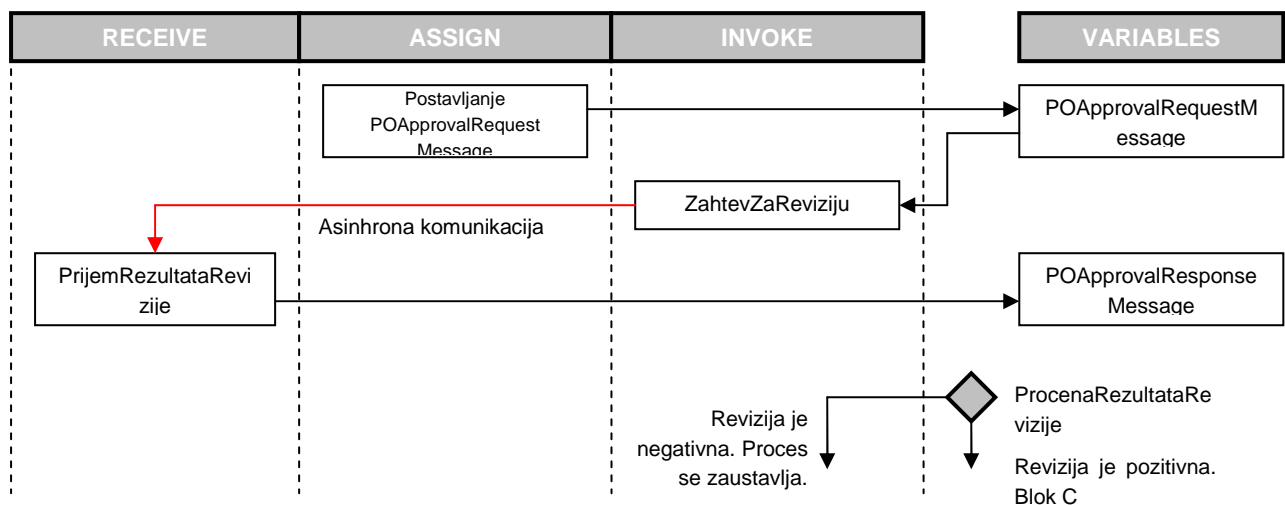 RECEIVE
ASSIGN
INVOKE
VARIABLES
Postavljanje
POApprovalRequest
Message
POApprovalRequestM
essage
ZahtevZaReviziju
Asinhrona komunikacija
PrijemRezultataRevi
zije
POApprovalResponse
Message
ProcenaRezultataRe
vizije
Revizija je
negativna. Proces
se zaustavlja.
Revizija je pozitivna.
Blok C